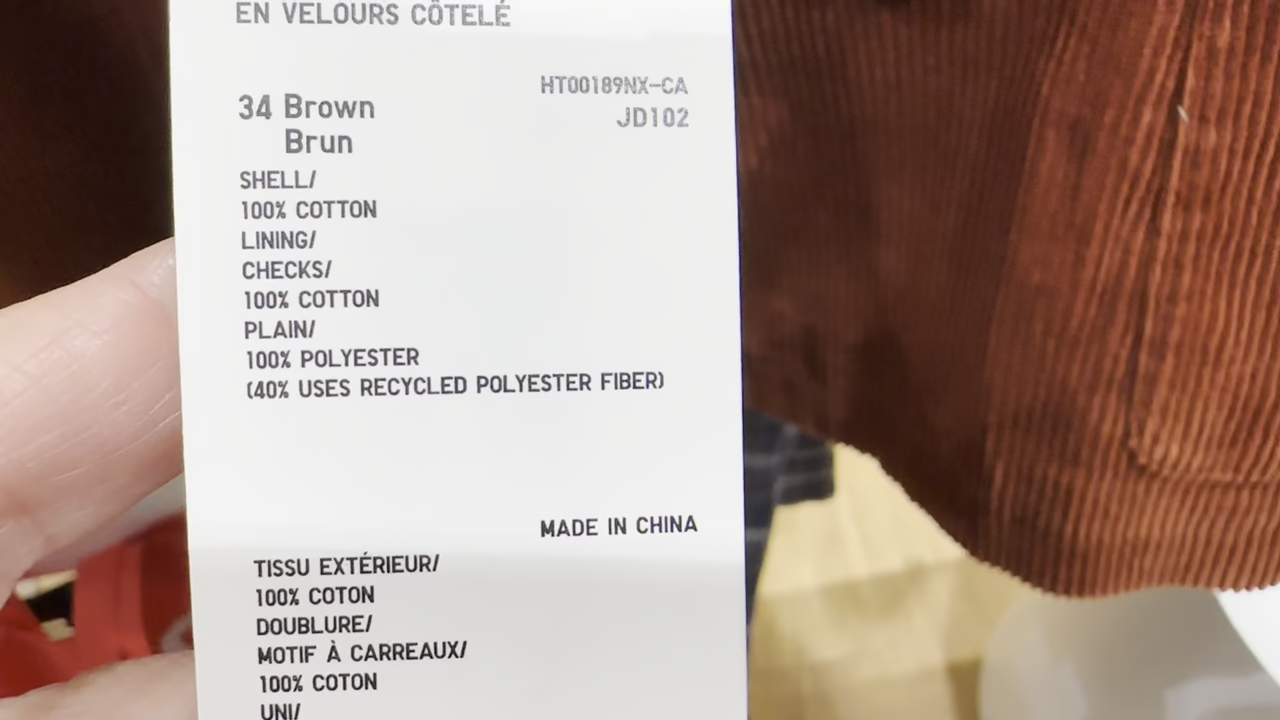 EN VELOURS CÔTELÉ
HT00189NX-CA
34 Brown
JD102
Brun
SHELL/
100% COTTON
LINING/
CHECKS/
100% COTTON
PLAIN/
100% POLYESTER
(40% USES RECYCLED POLYESTER FIBER)
MADE IN CHINA
TISSU EXTÉRIEUR/
100% COTON
DOUBLURE/
MOTIF À CARREAUX/
100% COTON
UNI/